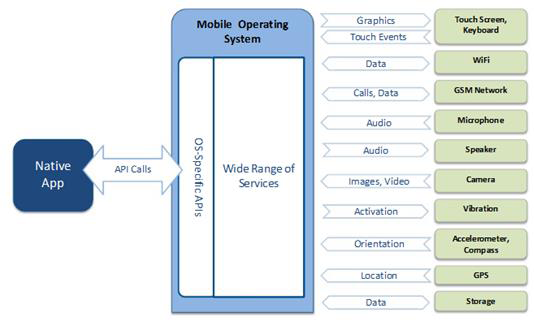 Mobile Operating
System
Native
App
API Calls
OS-Specific APIs
Wide Range of
Services
Graphics
Touch Events
Touch Screen,
Keyboard
Data
WiFi
Calls, Data
GSM Network
Audio
Microphone
Audio
Speaker
Images, Video
Camera
Activation
Vibration
Orientation
Accelerometer,
Compass
Location
GPS
Data
Storage